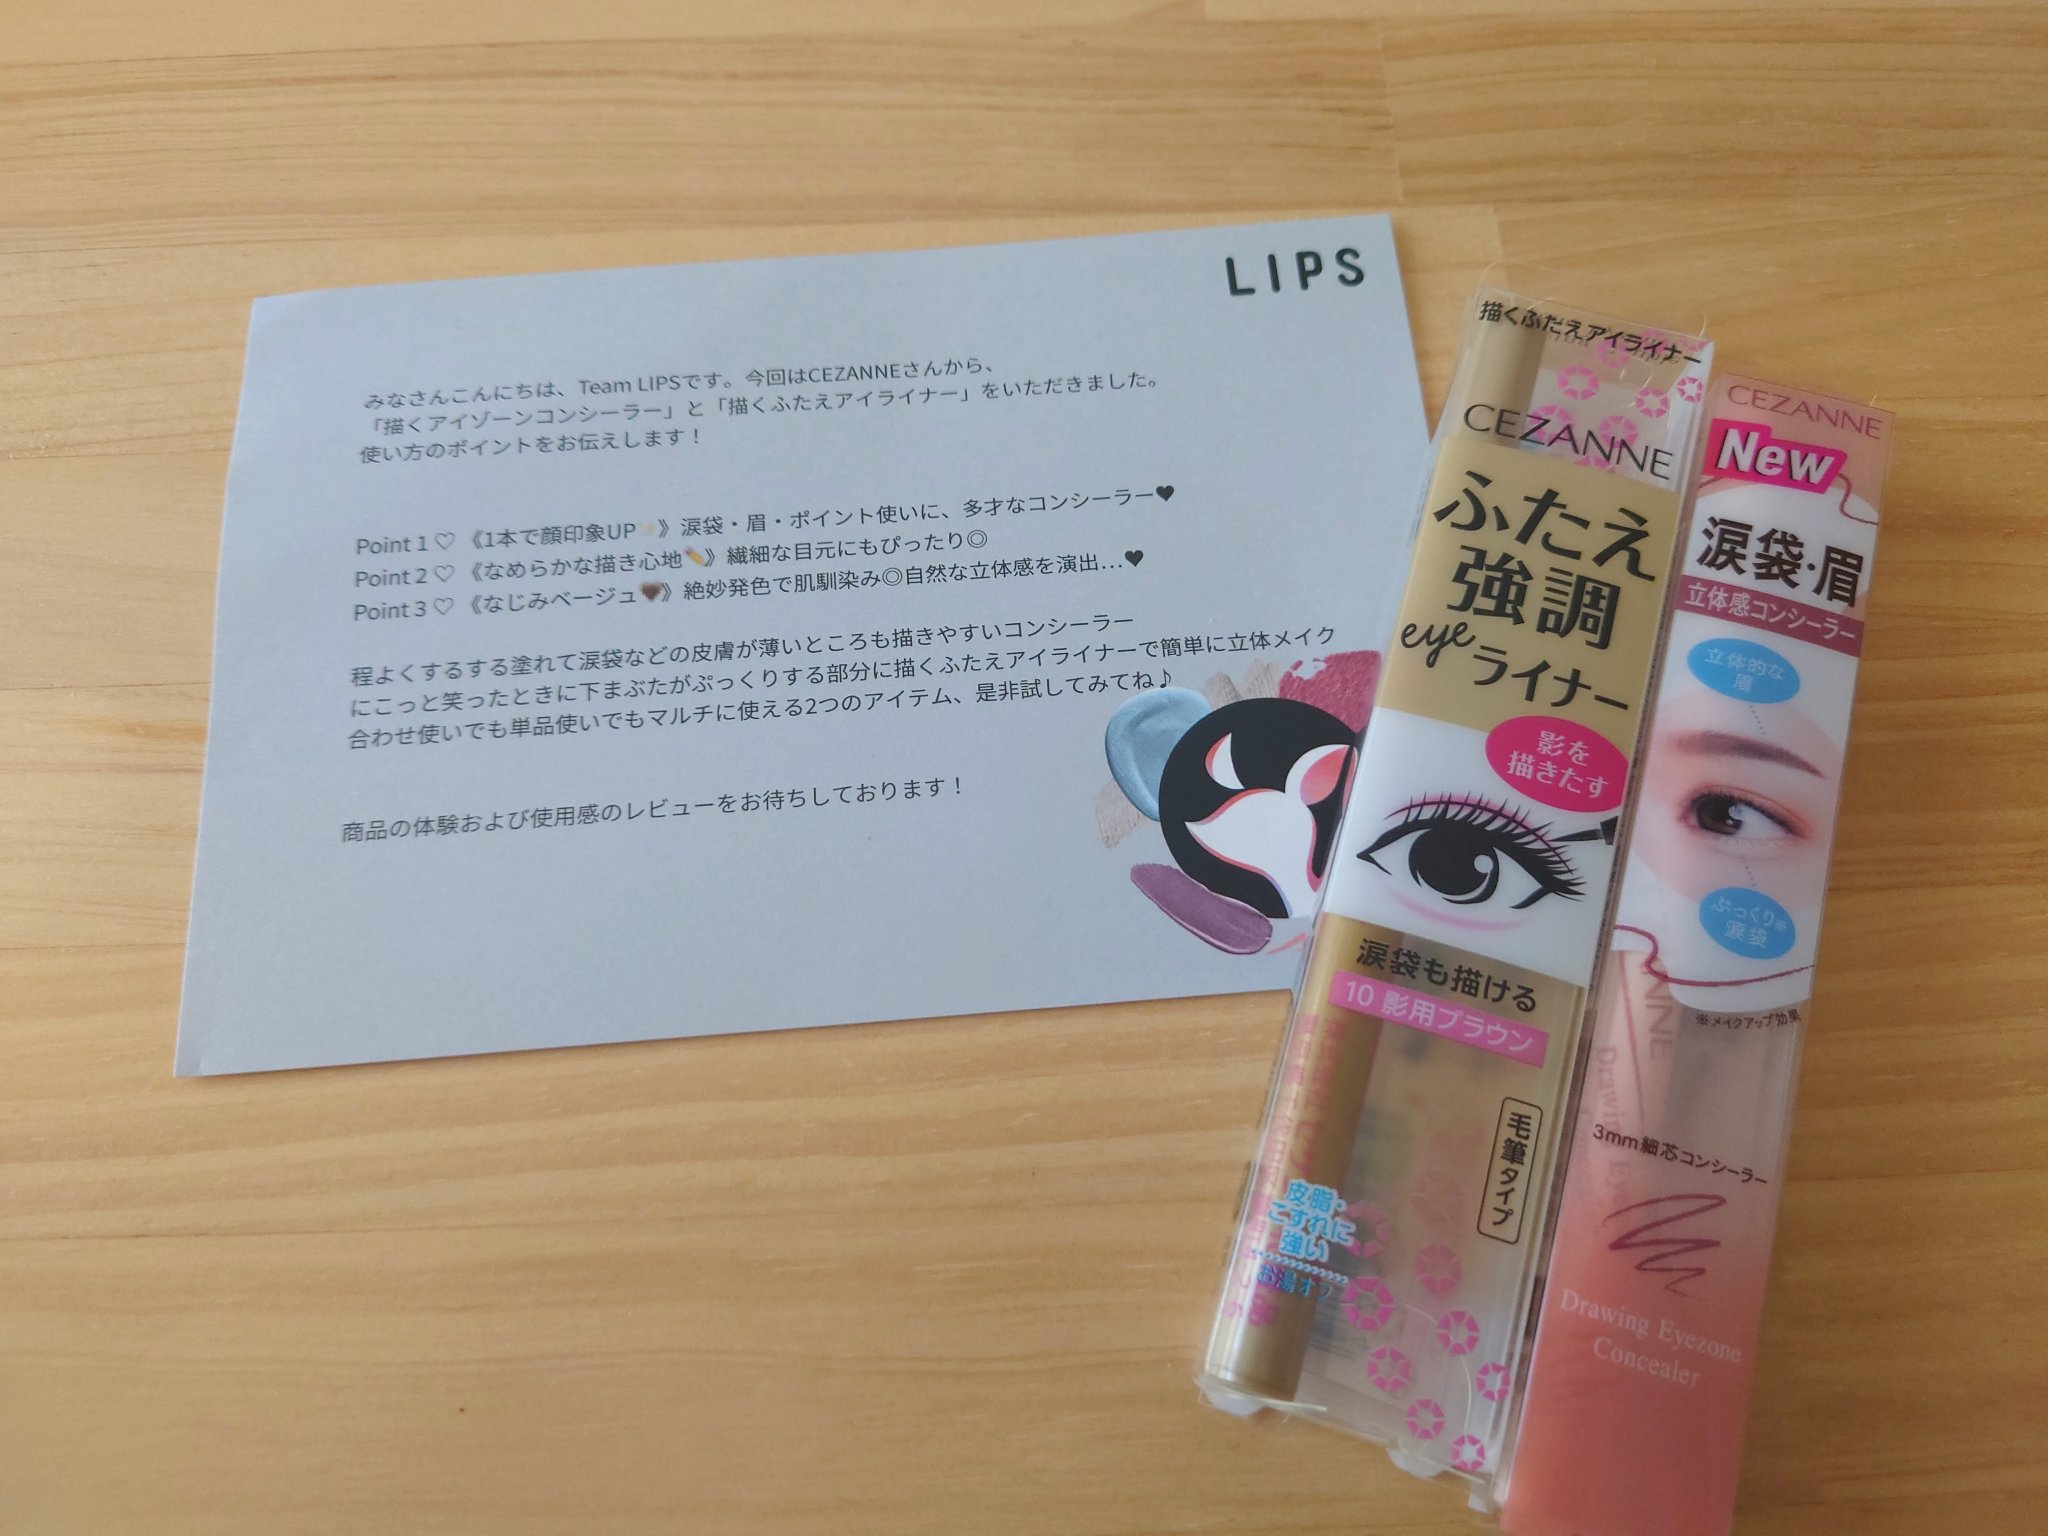 LIPS
みなさんこんにちは、Team LIPSです。今回はCEZANNEさんから、
「描くアイゾーンコンシーラー」と「描くふたえアイライナー」をいただきました。
使い方のポイントをお伝えします！
Point 1 ♡ 《1本で顔印象UP✨》涙袋・眉・ポイント使いに、多才なコンシーラー♥
Point 2 ♡ 《なめらかな描き心地✏️》繊細な目元にもぴったり◎
Point 3 ♡ 《なじみベージュ🤎》絶妙発色で肌馴染み◎自然な立体感を演出…♥
程よくするする塗れて涙袋などの皮膚が薄いところも描きやすいコンシーラー
にこっと笑ったときに下まぶたがぷっくりする部分に描くふたえアイライナーで簡単に立体メイク
合わせ使いでも単品使いでもマルチに使える2つのアイテム、是非試してみてね♪
商品の体験および使用感のレビューをお待ちしております！
描くふたえアイライナー
CEZANNE
ふたえ
強調
eye
ライナー
影を
描きたす
涙袋も描ける
10 影用ブラウン
毛筆タイプ
皮脂・
こすれに
強い
お湯オフ
CEZANNE
New
涙袋・眉
立体感コンシーラー
立体的な
眉
ぷっくり※
涙袋
※メイクアップ効果
3mm細芯コンシーラー
Drawing Eyezone
Concealer